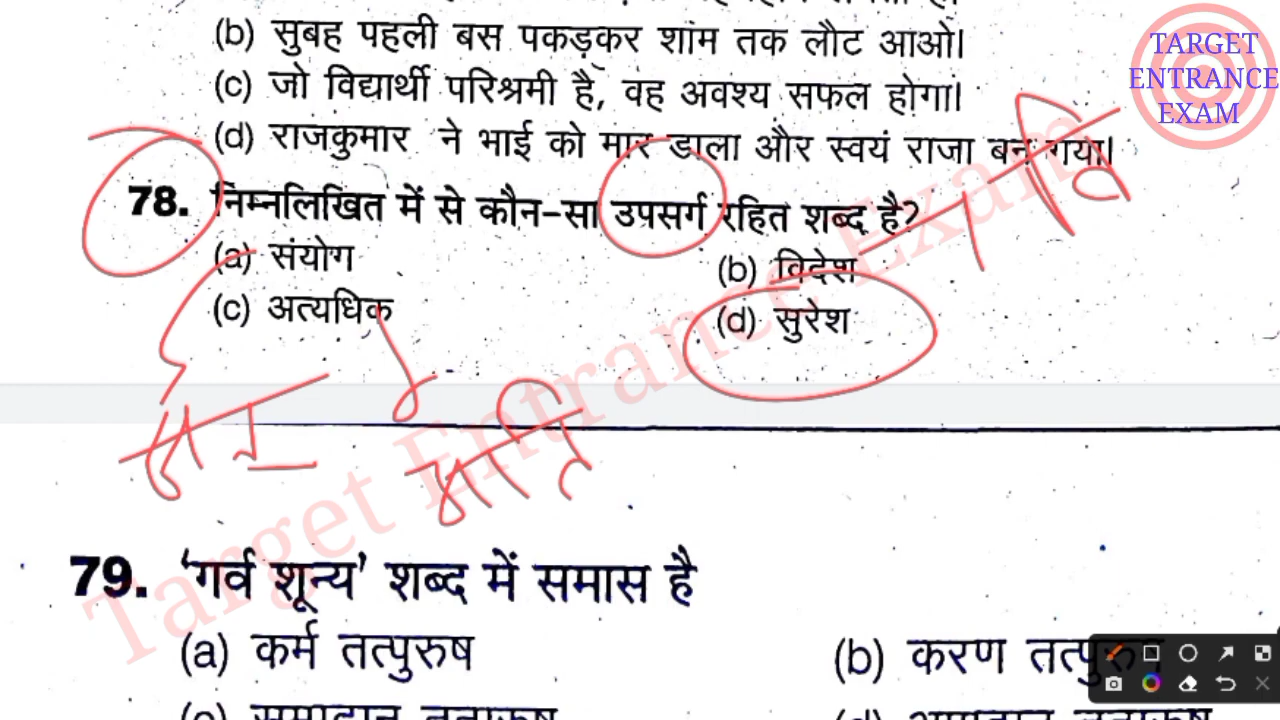 TARGET
ENTRANCE
EXAM
(b) सुबह पहली बस पकड़कर शाम तक लौट आओ।
(c) जो विद्यार्थी परिश्रमी है, वह अवश्य सफल होगा।
(d) राजकुमार ने भाई को मार डाला और स्वयं राजा बन गया।
वि
78. निम्नलिखित में से कौन-सा उपसर्ग रहित शब्द है?
(a) संयोग
(b) विदेश
(c) अत्यधिक
(d) सुरेश
अति
Target Entrance Exam
79. 'गर्व शून्य' शब्द में समास है
(a) कर्म तत्पुरुष
(b) करण तत्पुरुष